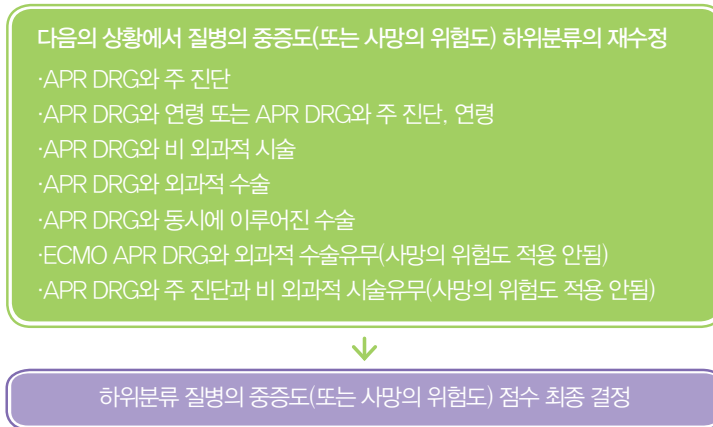 다음의 상황에서 질병의 중증도(또는 사망의 위험도) 하위분류의 재수정
·APR DRG와 주 진단
·APR DRG와 연령 또는 APR DRG와 주 진단, 연령
·APR DRG와 비 외과적 시술
·APR DRG와 외과적 수술
·APR DRG와 동시에 이루어진 수술
·ECMO APR DRG와 외과적 수술유무(사망의 위험도 적용 안됨)
·APR DRG와 주 진단과 비 외과적 시술유무(사망의 위험도 적용 안됨)
하위분류 질병의 중증도(또는 사망의 위험도) 점수 최종 결정